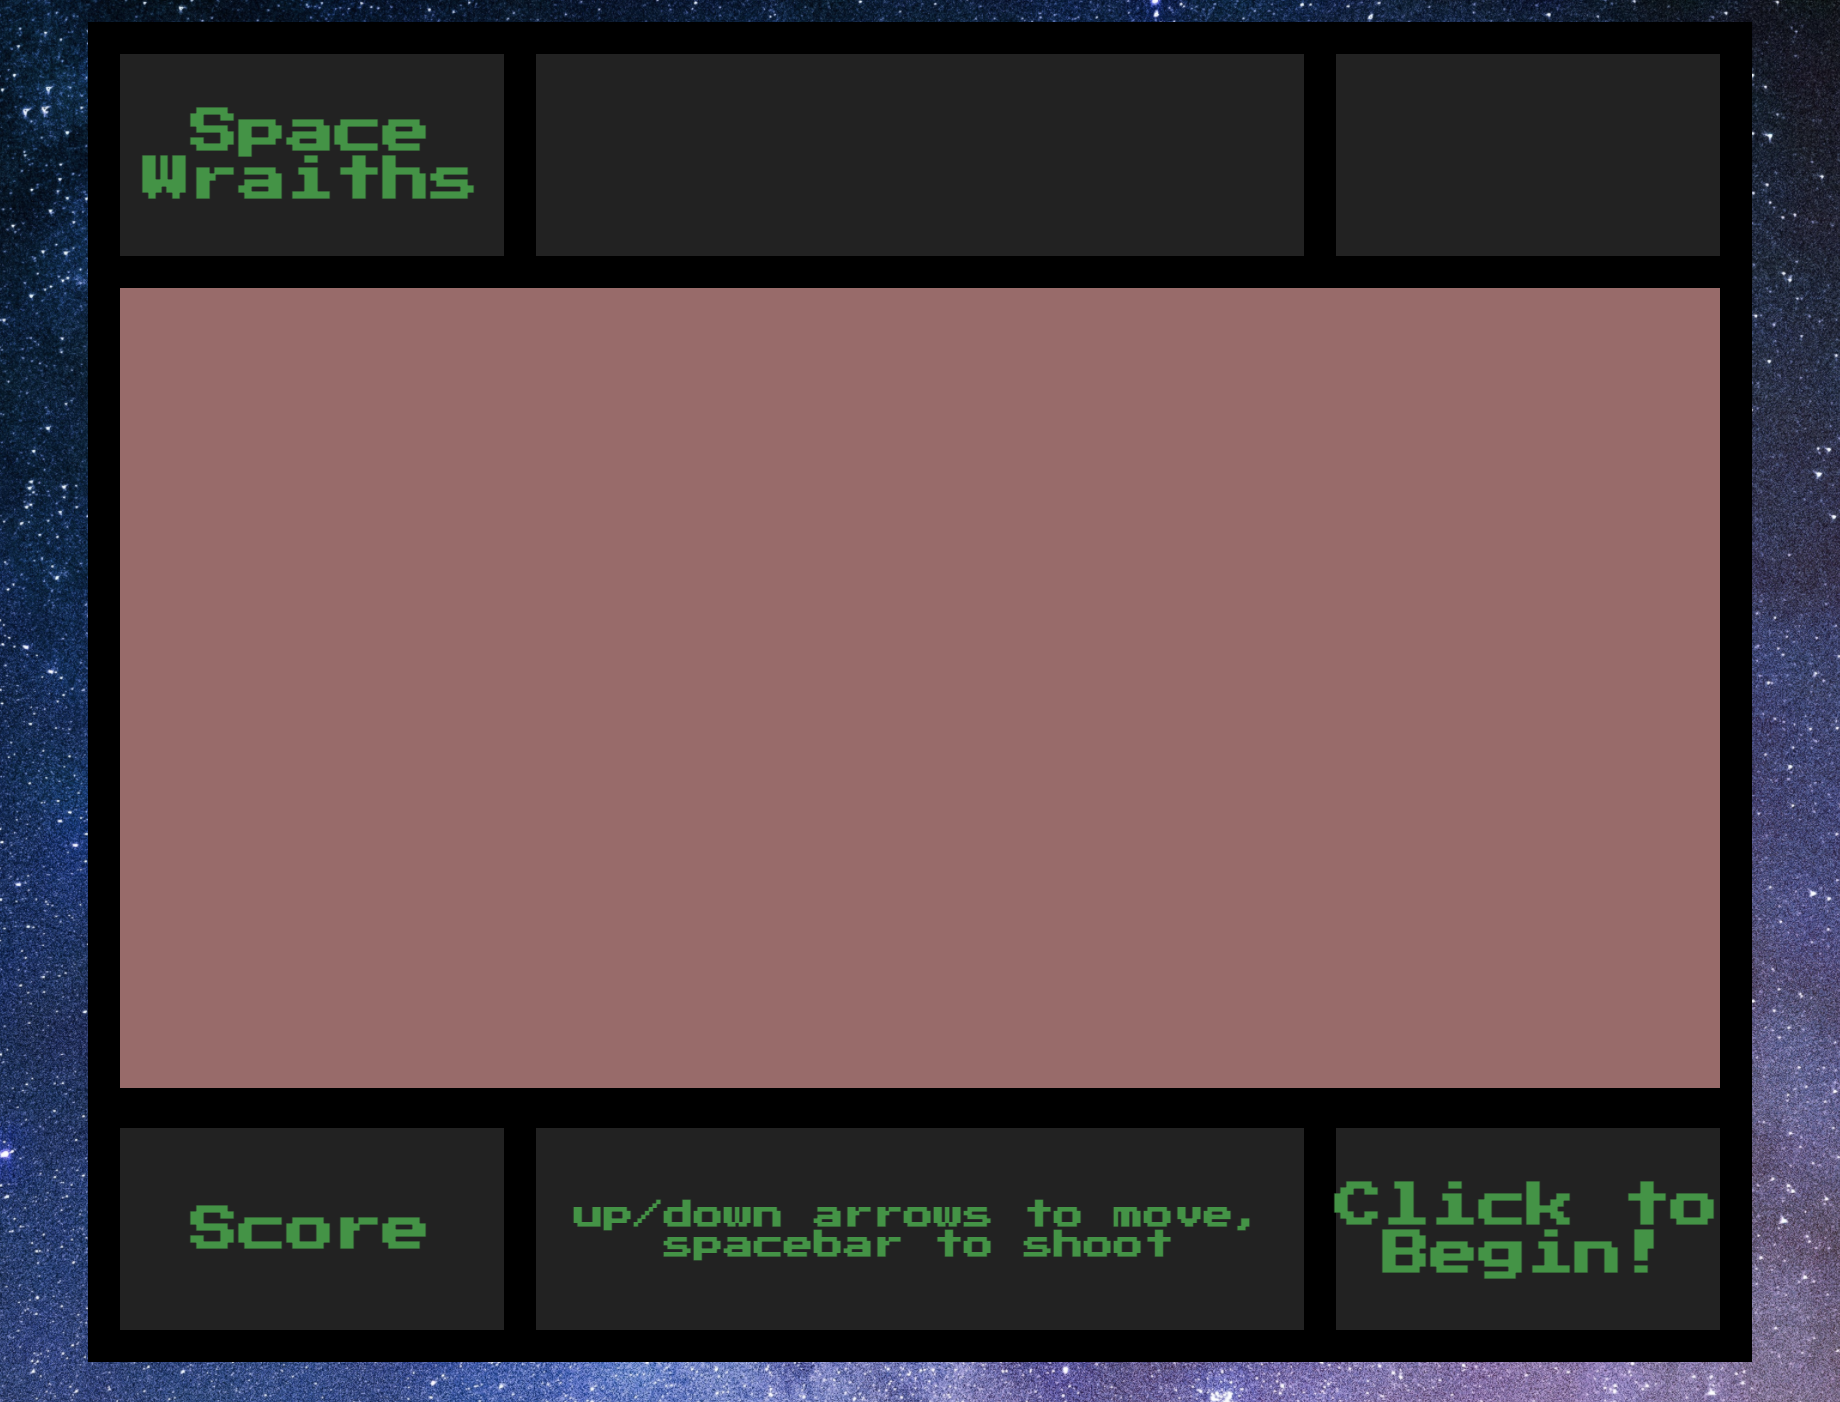 Space
Wraiths
Score
up/down arrows to move,
spacebar to shoot
Click to
Begin!